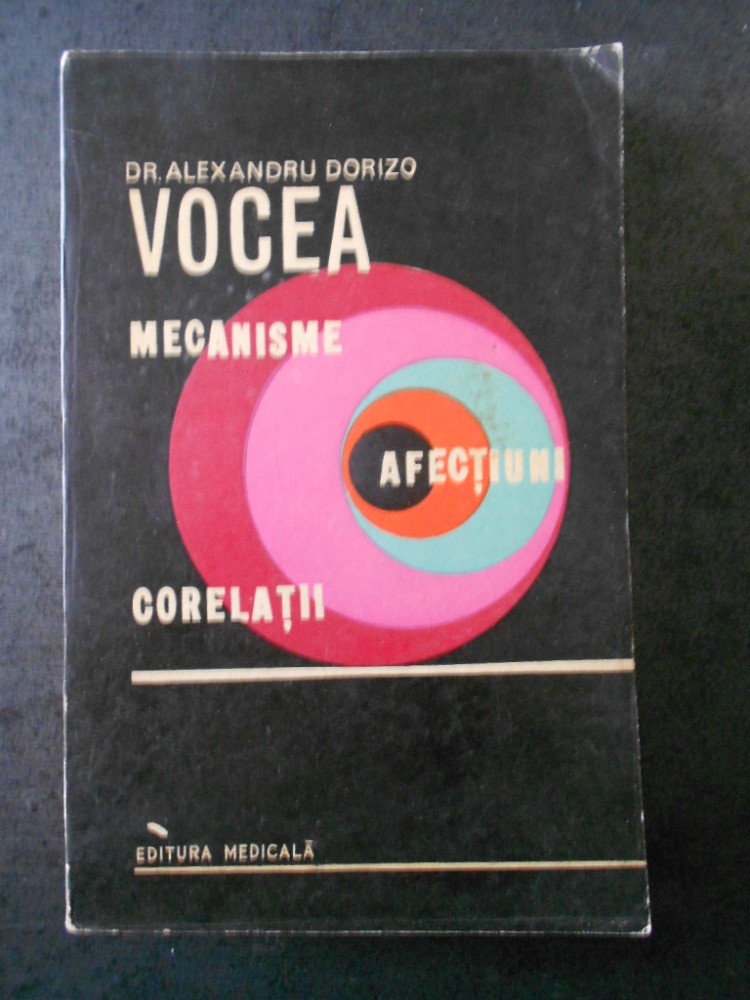 DR. ALEXANDRU DORIZO
VOCEA
MECANISME
AFECȚIUNI
CORELAȚII
EDITURA MEDICALĂ